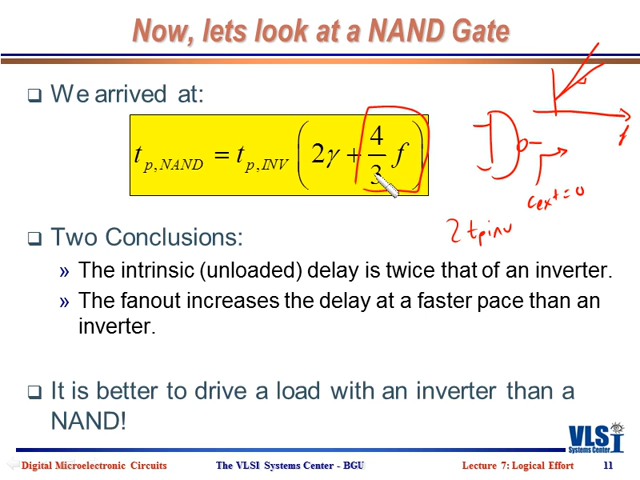 Now, lets look at a NAND Gate
We arrived at:
t p,NAND = t p,INV ( 2γ + 4/3 f )
f
Cext=0
2 tpinv
Two Conclusions:
» The intrinsic (unloaded) delay is twice that of an inverter.
» The fanout increases the delay at a faster pace than an
inverter.
It is better to drive a load with an inverter than a
NAND!
VLSI
Systems Center
Digital Microelectronic Circuits The VLSI Systems Center - BGU Lecture 7: Logical Effort 11